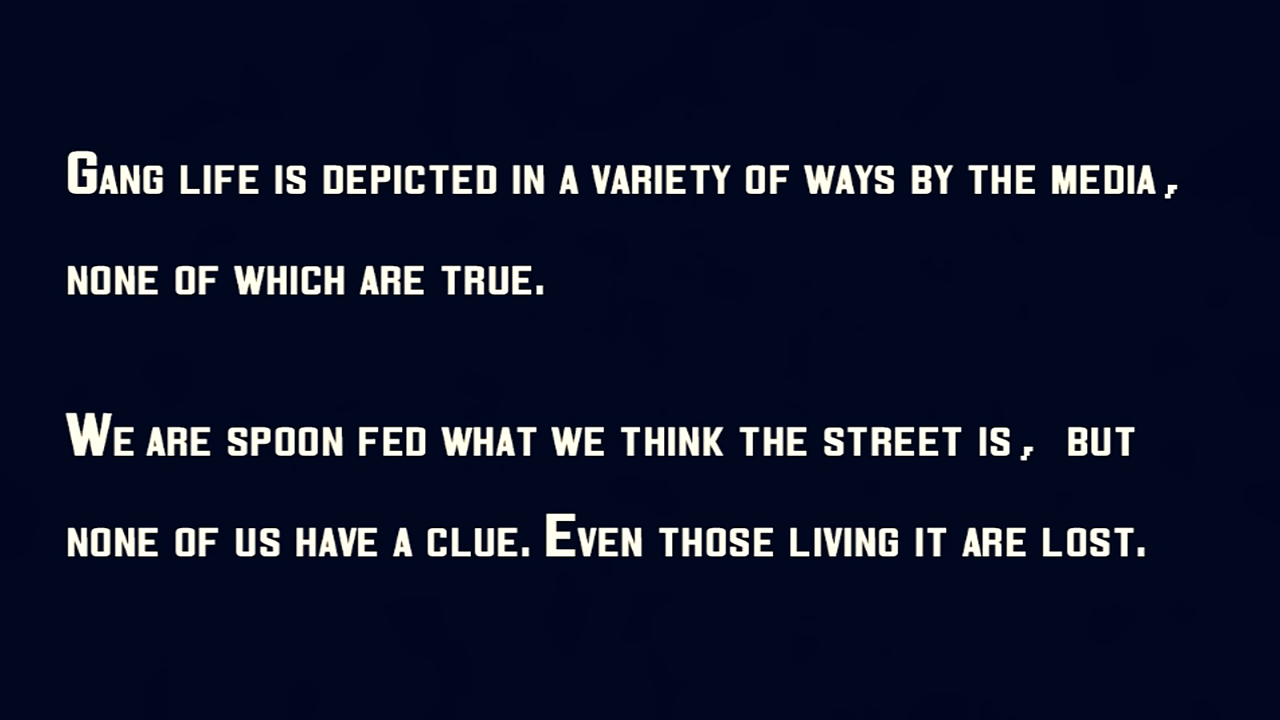 Gang life is depicted in a variety of ways by the media,
none of which are true.
We are spoon fed what we think the street is, but
none of us have a clue. Even those living it are lost.